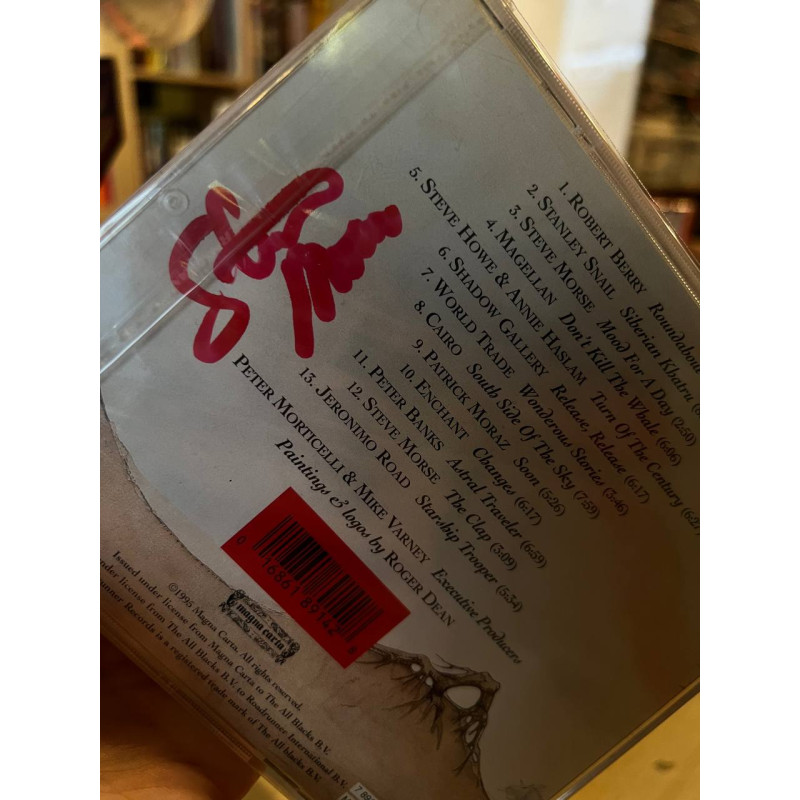 1. ROBERT BERRY Roundabou
2. STANLEY SNAIL Siberian Khatru
3. STEVE MORSE Mood For A Day (2:50)
4. MAGELLAN Don't Kill The Whale (6:06)
5. STEVE HOWE & ANNIE HASLAM Turn Of The Century
6. SHADOW GALLERY Release, Release (6:17)
7. WORLD TRADE Wonderous Stories (3:46)
8. CAIRO South Side Of The Sky (7:59)
9. PATRICK MORAZ Soon (5:26)
10. ENCHANT Changes (6:17)
11. PETER BANKS Astral Traveler (6:59)
12. STEVE MORSE The Clap (3:09)
13. JERONIMO ROAD Starship Trooper (5:54)
PETER MORTICELLI & MIKE VARNEY Executive Producers
Paintings & logos by ROGER DEAN
0 16861 89142 8
magna carta
©1995 Magna Carta. All rights reserved.
Issued under license from Magna Carta to The All Blacks B.V.
under license from The All Blacks B.V. to Roadrunner International B.V.
Records is a registered trade mark of The All blacks B.V.